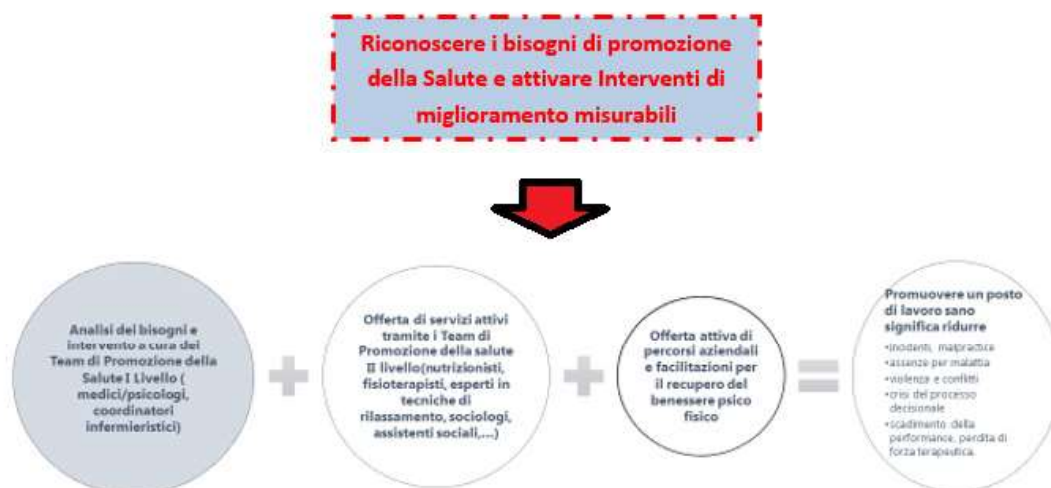 Riconoscere i bisogni di promozione
della Salute e attivare Interventi di
miglioramento misurabili
Analisi dei bisogni e
intervento a cura del
Team di Promozione della
Salute I Livello (
medici/psicologi,
coordinatori
infermieristici)
+
Offerta di servizi attivi
tramite i Team di
Promozione della salute
II livello(nutrizionisti,
fisioterapisti, esperti in
tecniche di
rilassamento, sociologi,
assistenti sociali,...)
+
Offerta attiva di
percorsi aziendali
e facilitazioni per
il recupero del
benessere psico
fisico
=
Promuovere un posto
di lavoro sano
significa ridurre
•incidenti, malpractice
•assenze per malattia
•violenza e conflitti
•crisi del processo
decisionale
•scadimento della
performance, perdita di
forza terapeutica.